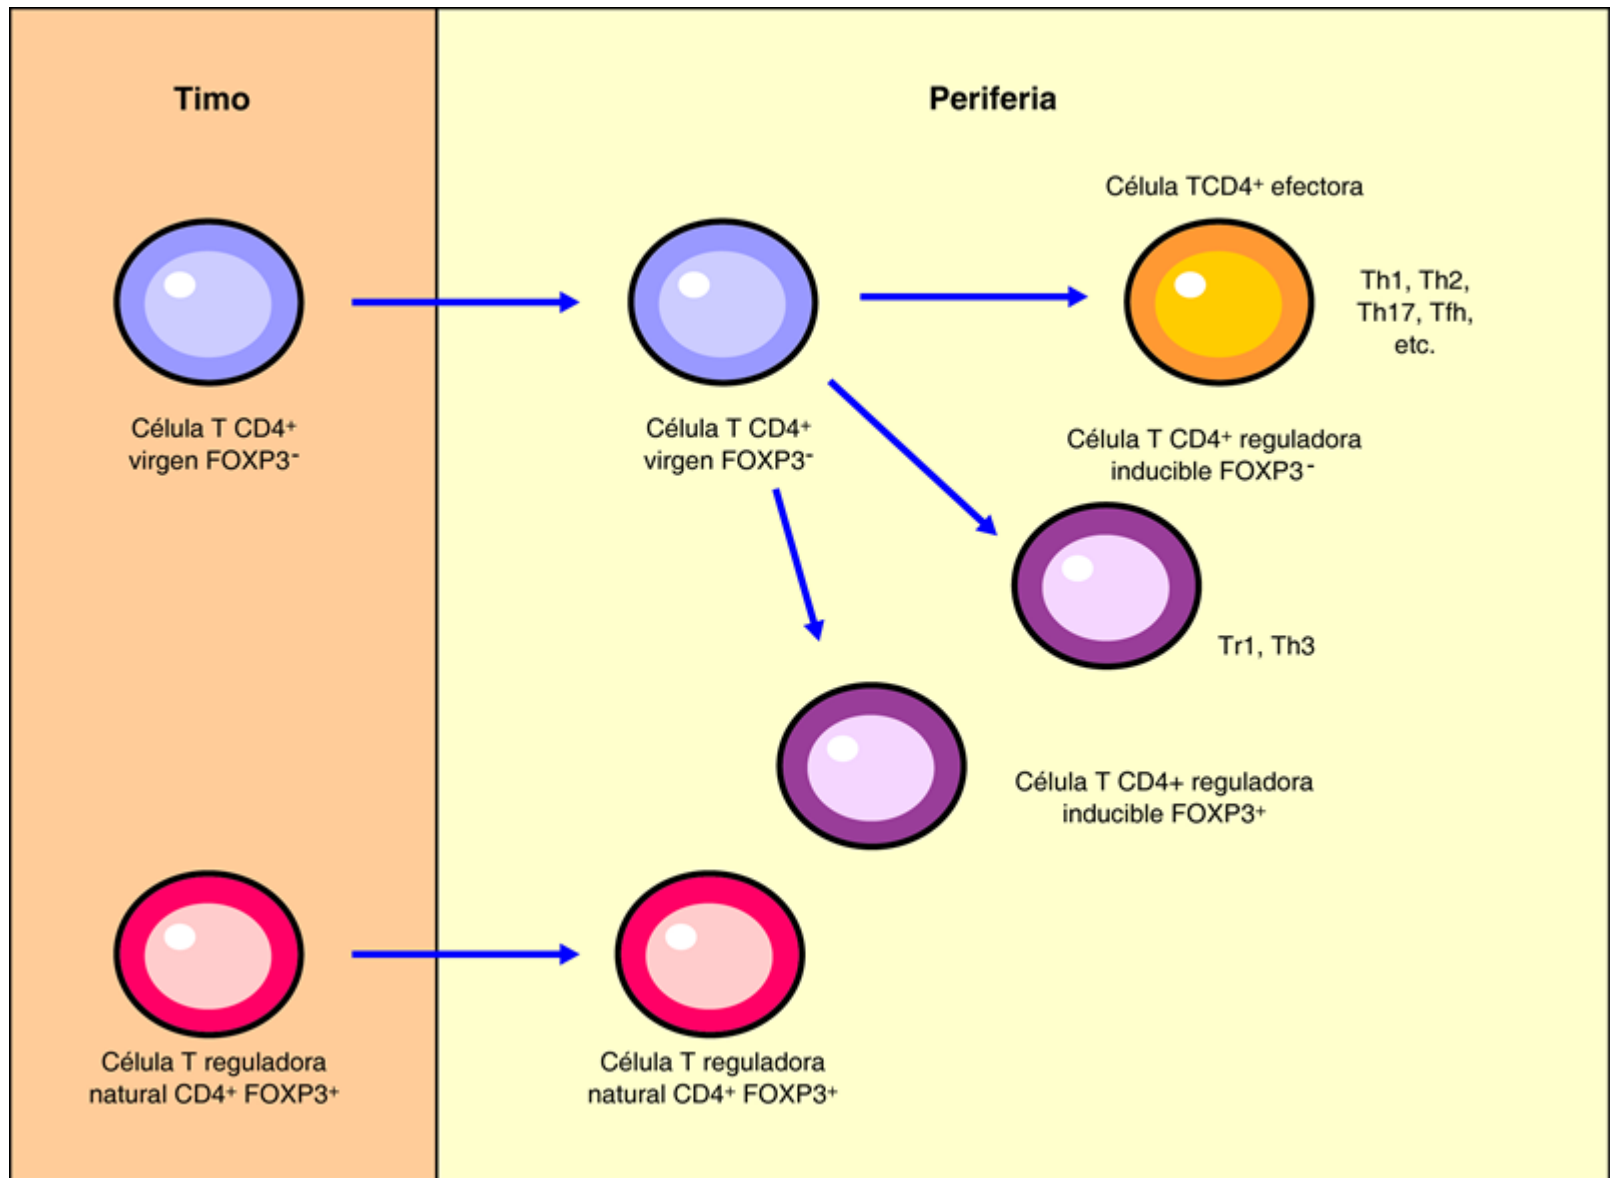 Timo
Periferia
Célula TCD4⁺ efectora
Th1, Th2,
Th17, Tfh,
etc.
Célula T CD4⁺
virgen FOXP3⁻
Célula T CD4⁺
virgen FOXP3⁻
Célula T CD4⁺ reguladora
inducible FOXP3⁻
Tr1, Th3
Célula T CD4+ reguladora
inducible FOXP3⁺
Célula T reguladora
natural CD4⁺ FOXP3⁺
Célula T reguladora
natural CD4⁺ FOXP3⁺